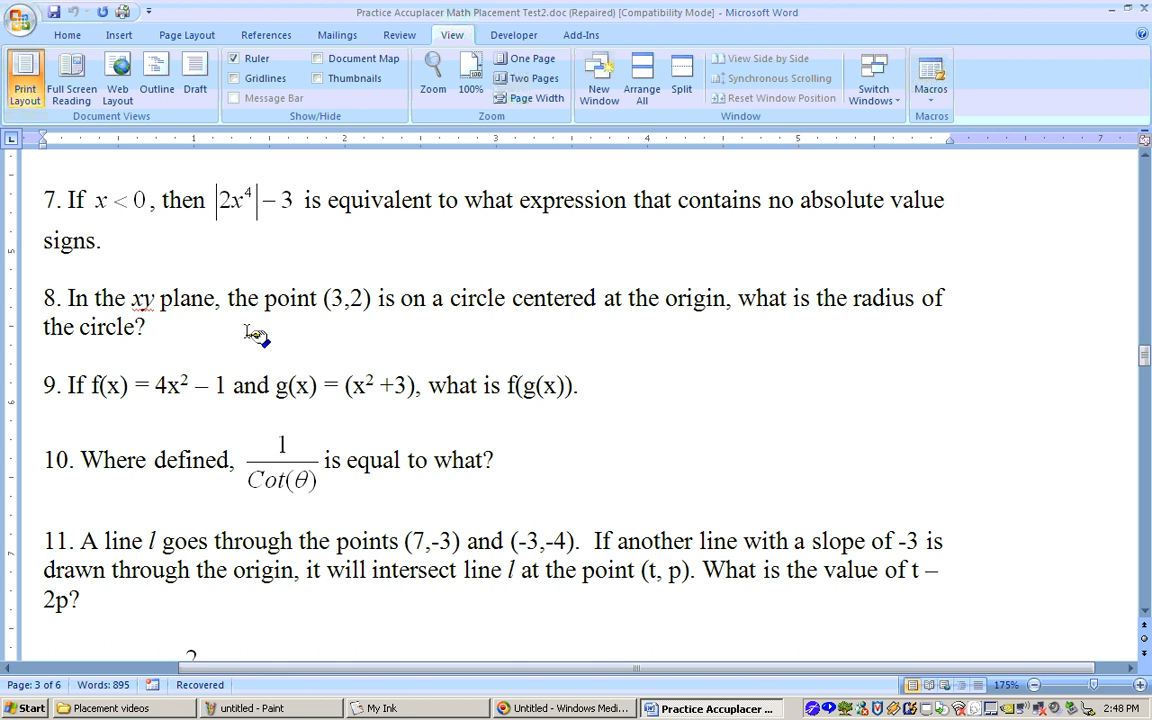 Practice Accuplacer Math Placement Test2.doc (Repaired) [Compatibility Mode] - Microsoft Word
Home Insert Page Layout References Mailings Review View Developer Add-Ins
Print Layout Full Screen Reading Web Layout Outline Draft
Ruler Document Map
Gridlines Thumbnails
Message Bar
Zoom 100% One Page
Two Pages
Page Width
New Window Arrange All Split
View Side by Side
Synchronous Scrolling
Reset Window Position
Switch Windows Macros
Document Views Show/Hide Zoom Window Macros
1 2 3 4 5 6 7
7. If x < 0, then |2x⁴| − 3 is equivalent to what expression that contains no absolute value
signs.
8. In the xy plane, the point (3,2) is on a circle centered at the origin, what is the radius of
the circle?
9. If f(x) = 4x² – 1 and g(x) = (x² +3), what is f(g(x)).
10. Where defined, 1/Cot(θ) is equal to what?
11. A line l goes through the points (7,-3) and (-3,-4). If another line with a slope of -3 is
drawn through the origin, it will intersect line l at the point (t, p). What is the value of t –
2p?
Page: 3 of 6 Words: 895 Recovered 175%
Start Placement videos untitled - Paint My Ink Untitled - Windows Medi... Practice Accuplacer ... 2:48 PM